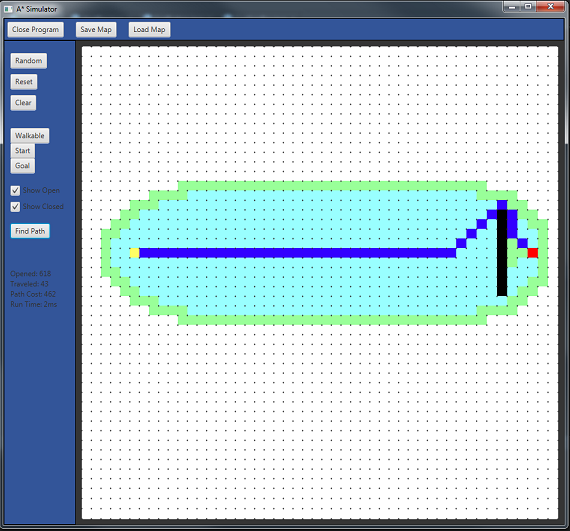 A* Simulator
Close Program Save Map Load Map
Random
Reset
Clear
Walkable
Start
Goal
Show Open
Show Closed
Find Path
Opened: 618
Traveled: 43
Path Cost: 462
Run Time: 2ms